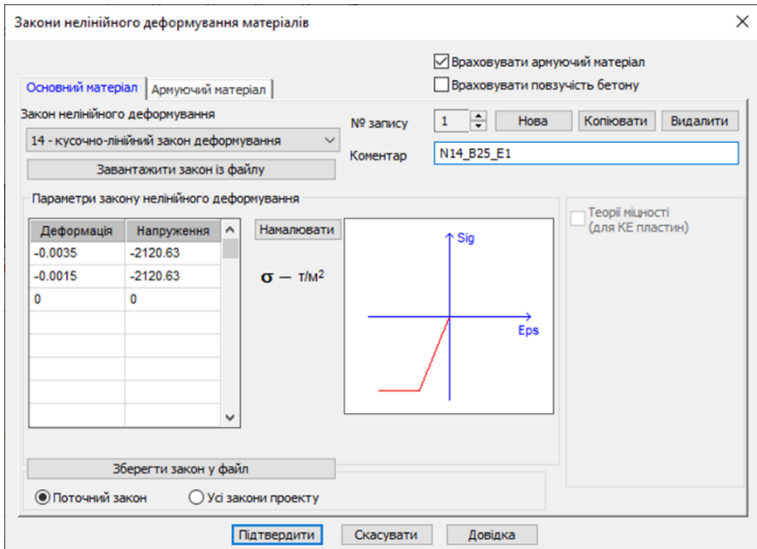 Закони нелінійного деформування матеріалів
Враховувати армуючий матеріал
Враховувати повзучість бетону
Основний матеріал
Армуючий матеріал
Закон нелінійного деформування
14 - кусочно-лінійний закон деформування
Завантажити закон із файлу
№ запису
1
Нова
Копіювати
Видалити
Коментар
N14_B25_E1
Параметри закону нелінійного деформування
Деформація Напруження
-0.0035 -2120.63
-0.0015 -2120.63
0 0
Намалювати
σ – т/м²
Sig
Eps
Теорії міцності
(для КЕ пластин)
Зберегти закон у файл
Поточний закон
Усі закони проекту
Підтвердити
Скасувати
Довідка